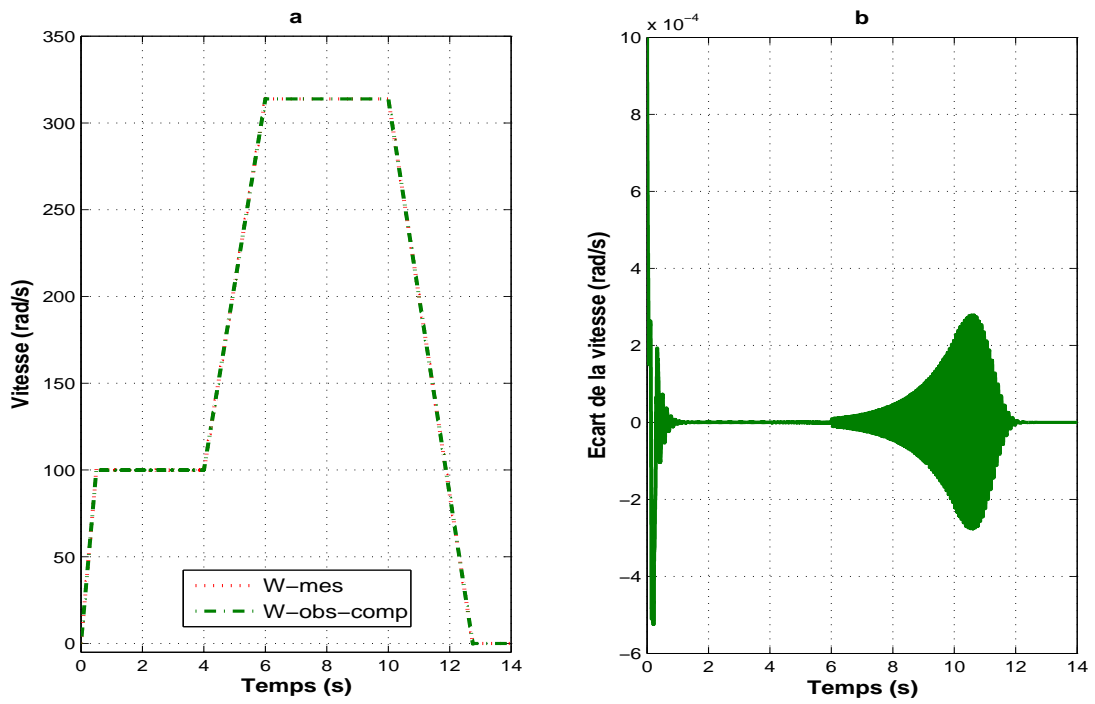 a
350
300
250
200
150
100
50
0
Vitesse (rad/s)
W−mes
W−obs−comp
0 2 4 6 8 10 12 14
Temps (s)
b
x 10⁻⁴
10
8
6
4
2
0
−2
−4
−6
Ecart de la vitesse (rad/s)
0 2 4 6 8 10 12 14
Temps (s)